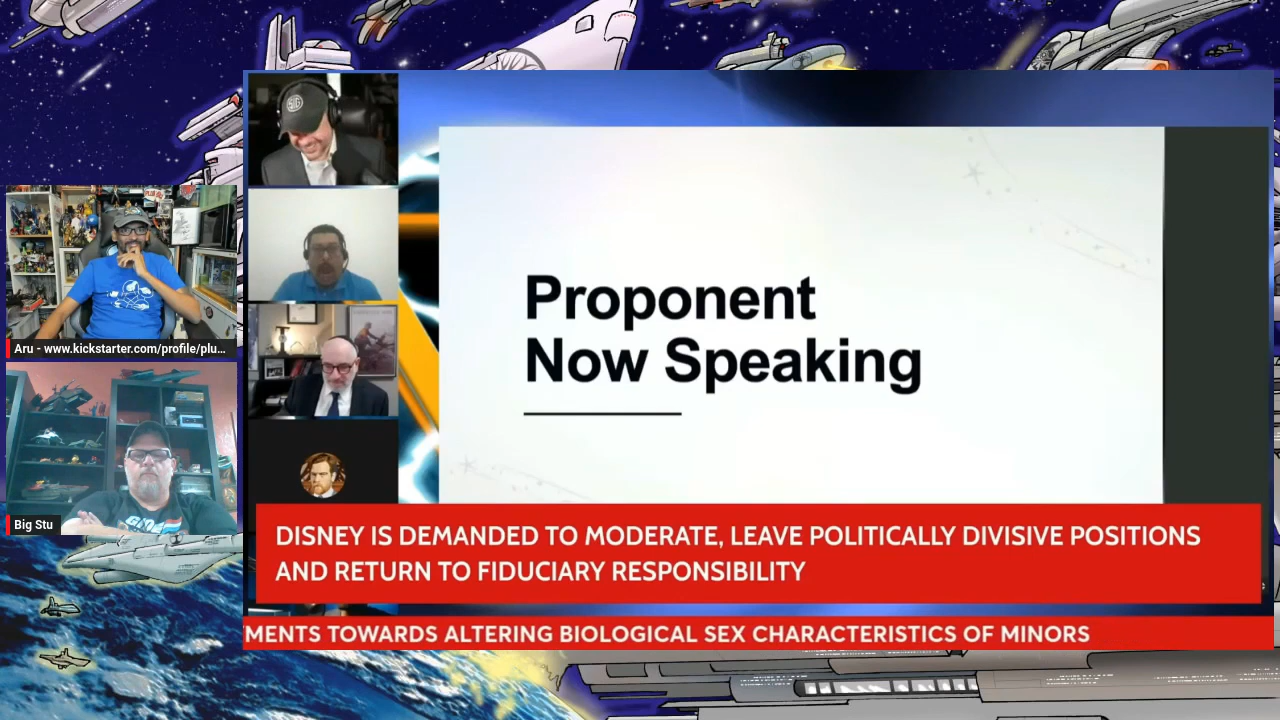 Proponent
Now Speaking
Aru - www.kickstarter.com/profile/plu...
Big Stu
DISNEY IS DEMANDED TO MODERATE, LEAVE POLITICALLY DIVISIVE POSITIONS
AND RETURN TO FIDUCIARY RESPONSIBILITY
MENTS TOWARDS ALTERING BIOLOGICAL SEX CHARACTERISTICS OF MINORS